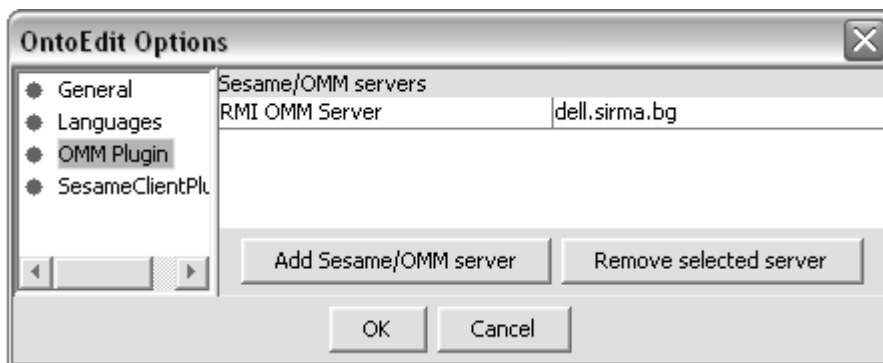 OntoEdit Options
General
Languages
OMM Plugin
SesameClientPlu
Sesame/OMM servers
RMI OMM Server dell.sirma.bg
Add Sesame/OMM server Remove selected server
OK Cancel